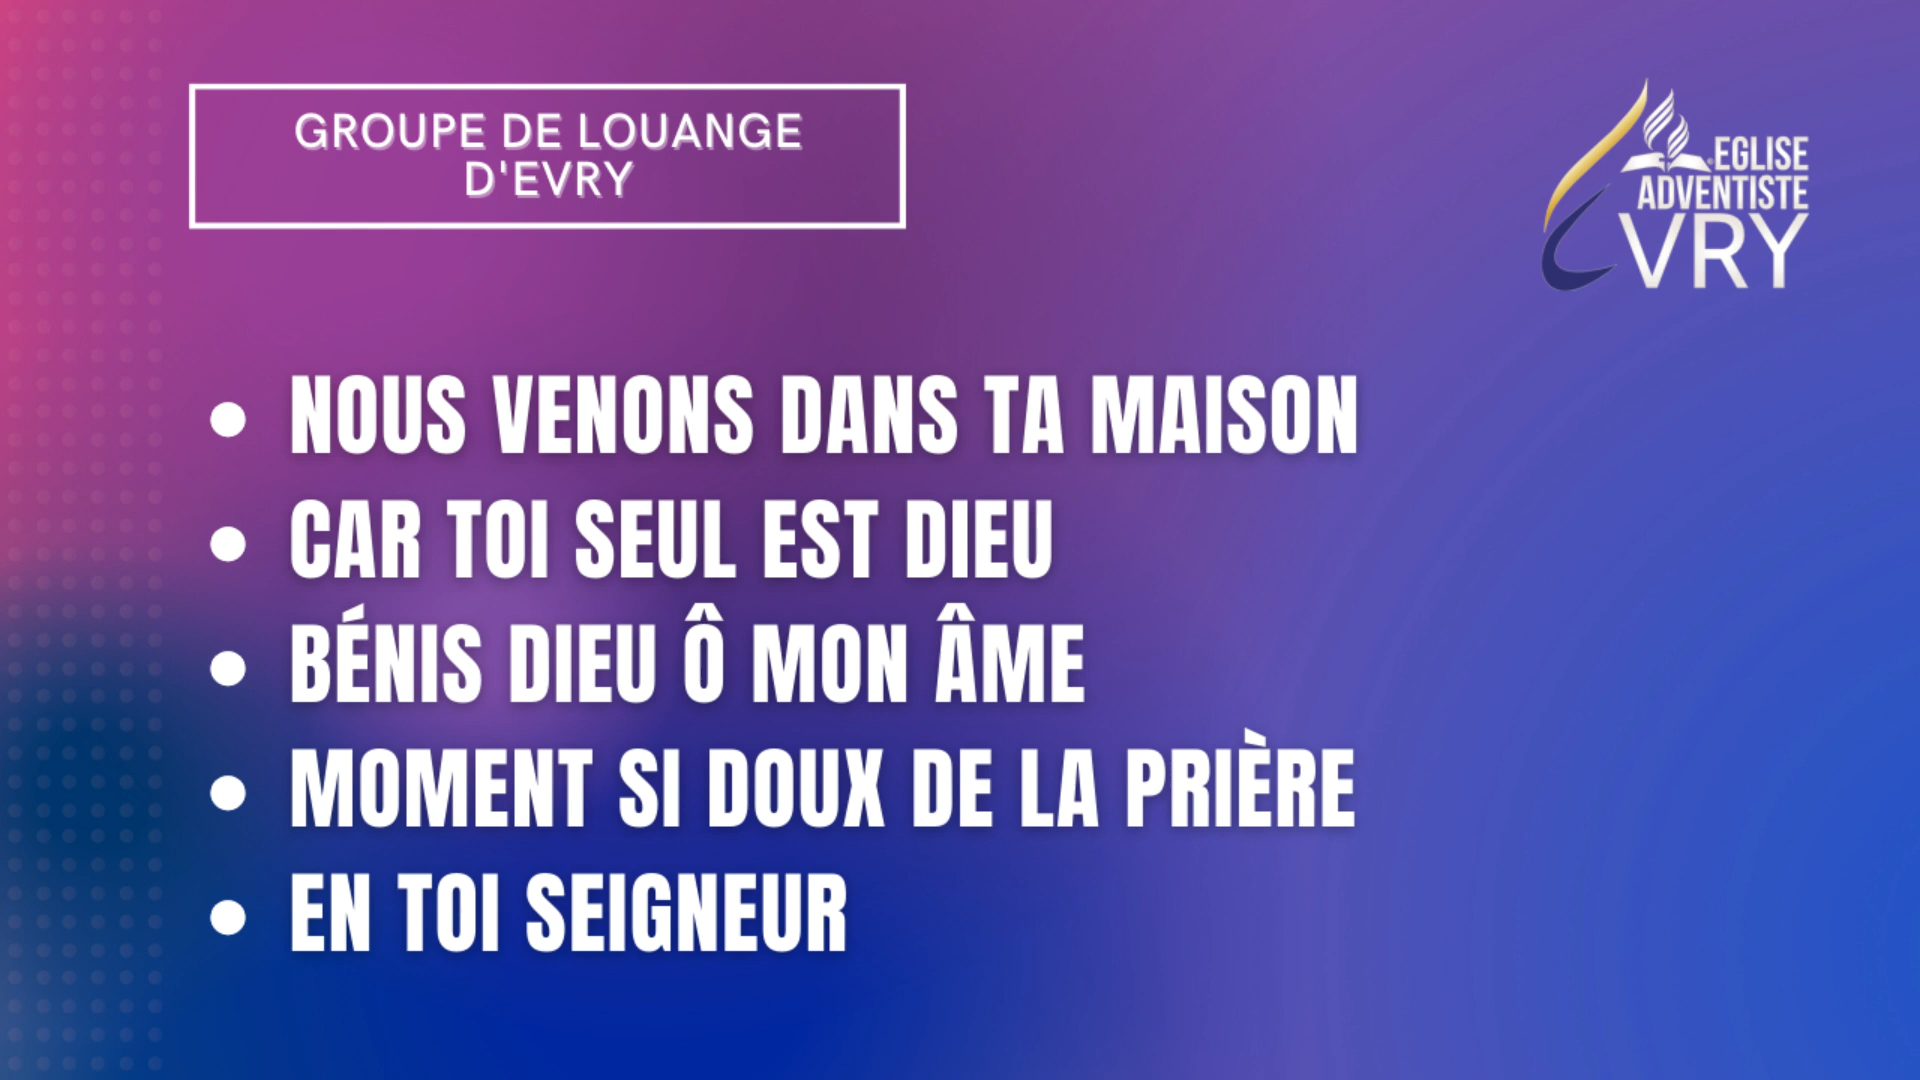 GROUPE DE LOUANGE
D'EVRY
EGLISE
ADVENTISTE
EVRY
NOUS VENONS DANS TA MAISON
CAR TOI SEUL EST DIEU
BÉNIS DIEU Ô MON ÂME
MOMENT SI DOUX DE LA PRIÈRE
EN TOI SEIGNEUR